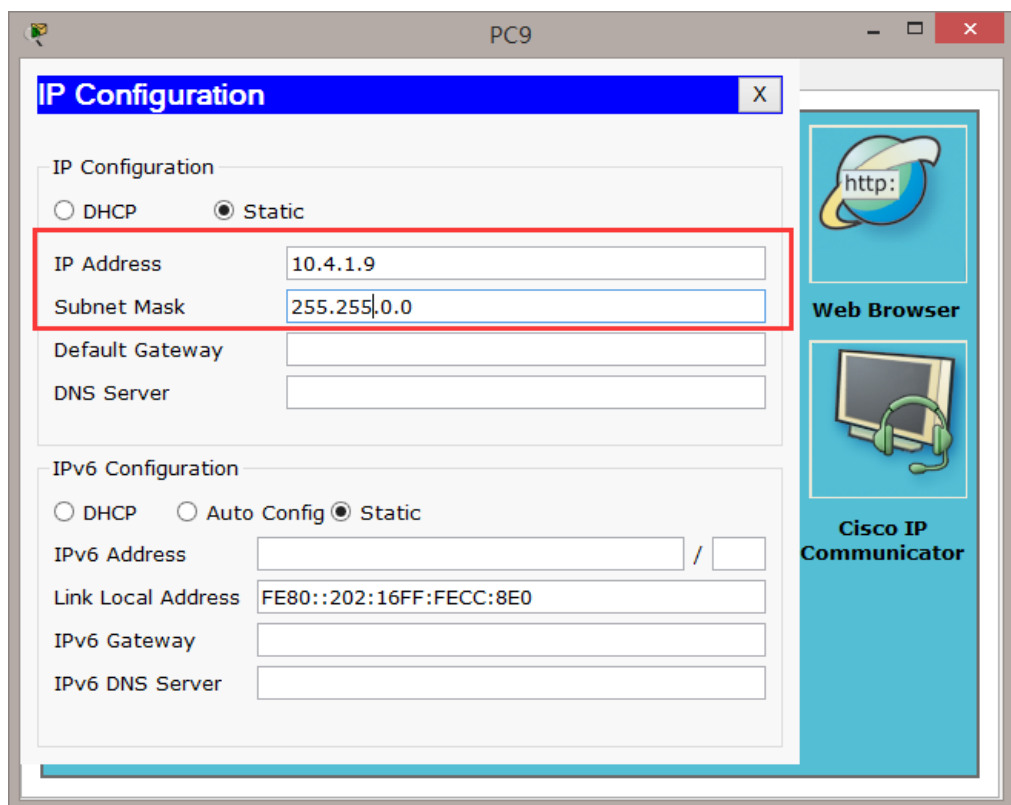 PC9
IP Configuration
X
IP Configuration
DHCP
Static
IP Address
10.4.1.9
Subnet Mask
255.255.0.0
Default Gateway
DNS Server
IPv6 Configuration
DHCP
Auto Config
Static
IPv6 Address
/
Link Local Address
FE80::202:16FF:FECC:8E0
IPv6 Gateway
IPv6 DNS Server
http:
Web Browser
Cisco IP
Communicator